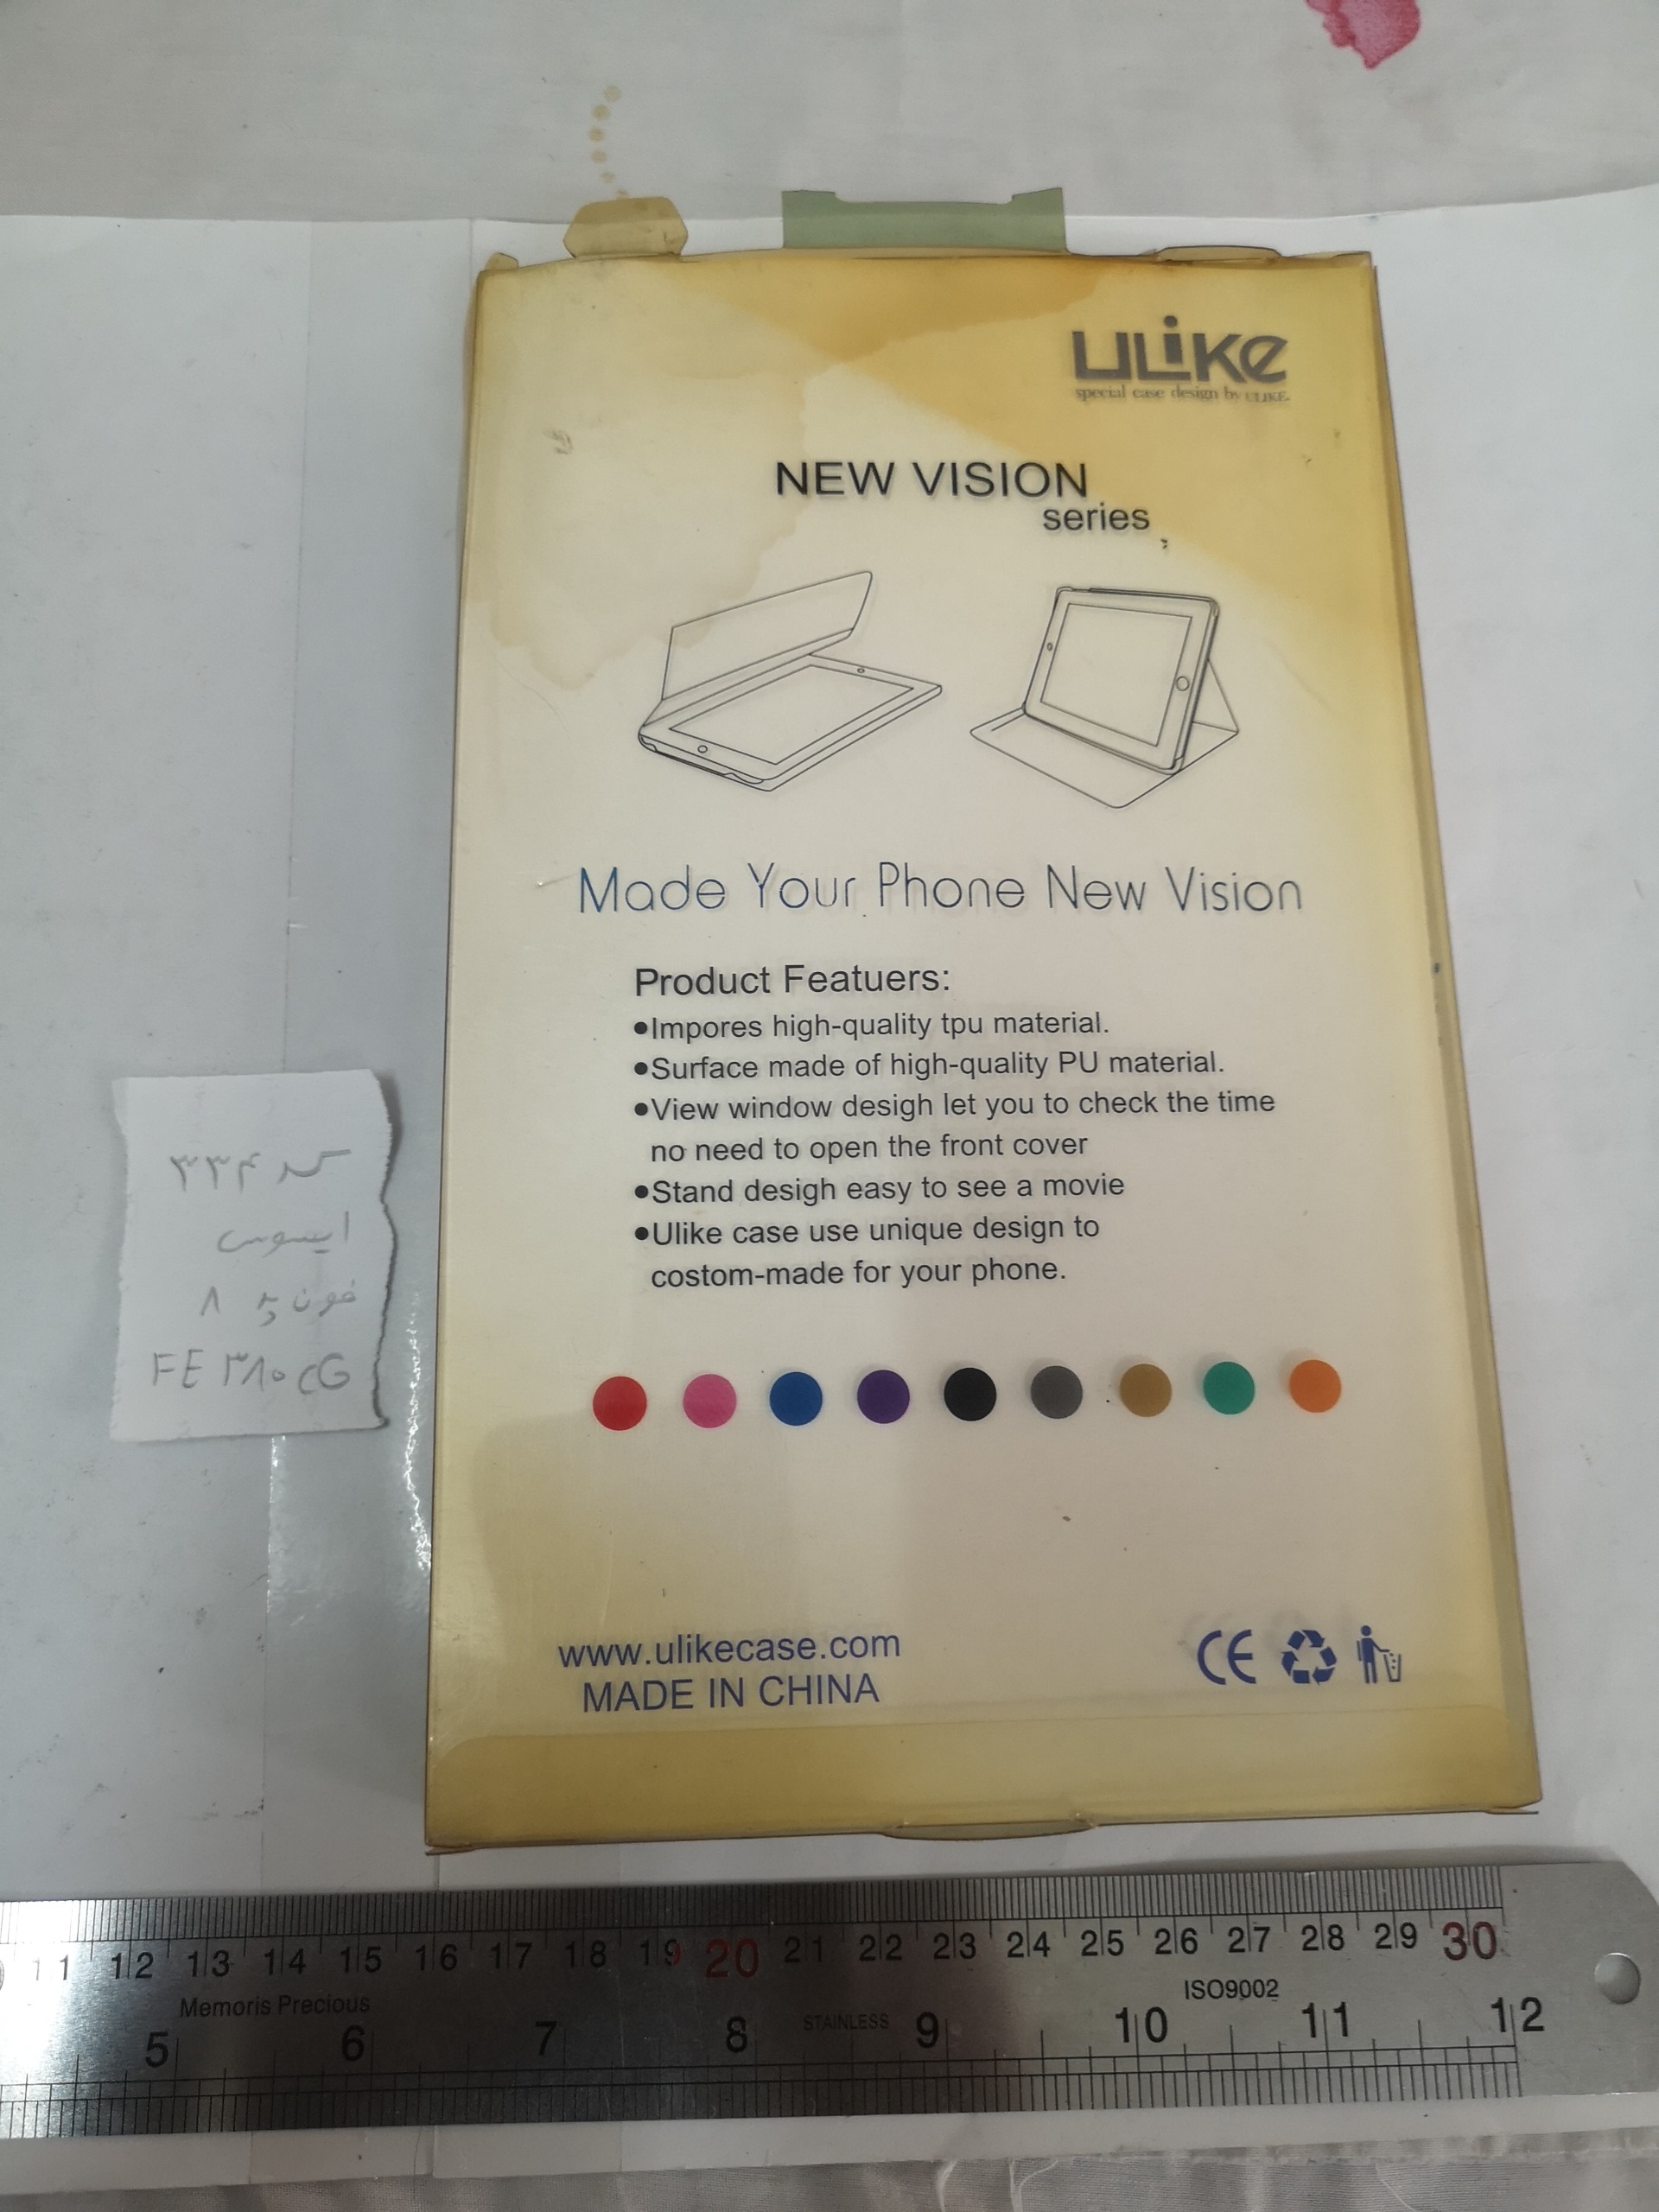 ULiKe
special case design by ULIKE.
NEW VISION
series
Made Your Phone New Vision
Product Featuers:
●Impores high-quality tpu material.
●Surface made of high-quality PU material.
●View window desigh let you to check the time
no need to open the front cover
●Stand desigh easy to see a movie
●Ulike case use unique design to
costom-made for your phone.
www.ulikecase.com
MADE IN CHINA
CE
کد ۳۳۴
ایسوس
فون پد ۸
FE ۳۸۰ CG
11 12 13 14 15 16 17 18 19 20 21 22 23 24 25 26 27 28 29 30
Memoris Precious
STAINLESS
ISO9002
5 6 7 8 9 10 11 12